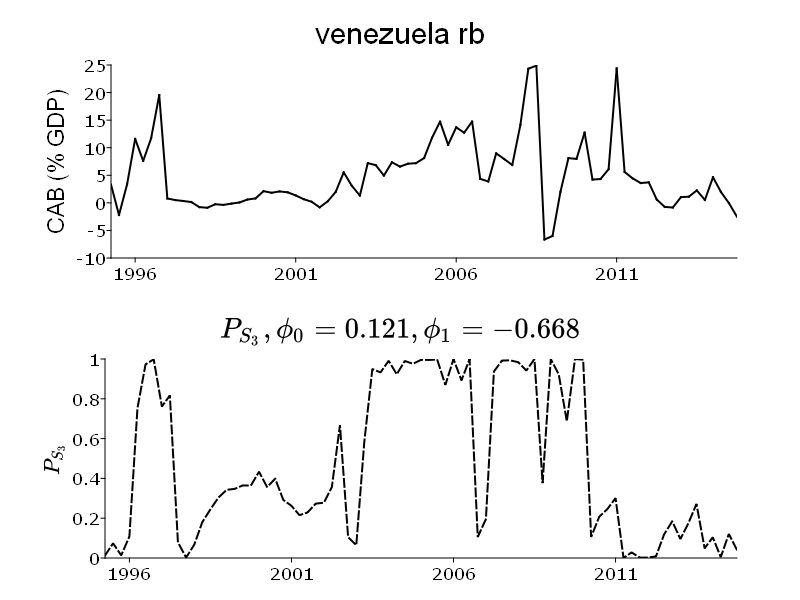 venezuela rb
CAB (% GDP)
25
20
15
10
5
0
-5
-10
1996 2001 2006 2011
P_{S_3}, ϕ_0 = 0.121, ϕ_1 = −0.668
P_{S_3}
1
0.8
0.6
0.4
0.2
0
1996 2001 2006 2011